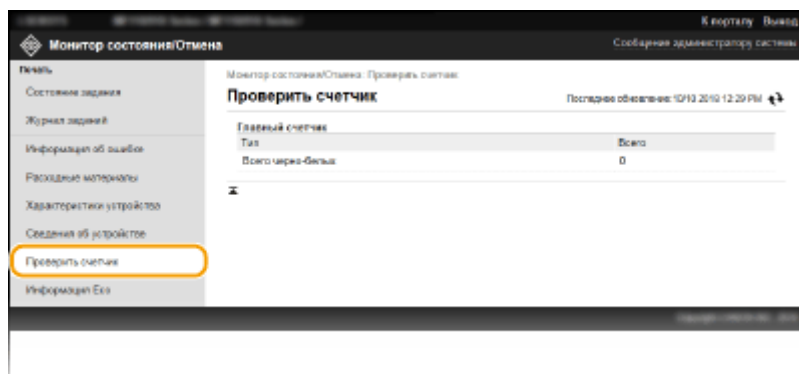 К порталу Выход
Монитор состояния/Отмена
Сообщение администратору системы
Печать
Состояние задания
Журнал заданий
Информация об ошибке
Расходные материалы
Характеристики устройства
Сведения об устройстве
Проверить счетчик
Информация Eco
Монитор состояния/Отмена: Проверить счетчик
Проверить счетчик
Последнее обновление: 10/10 2018 12:29 PM
Главный счетчик
Тип Всего
Всего черно-белых 0